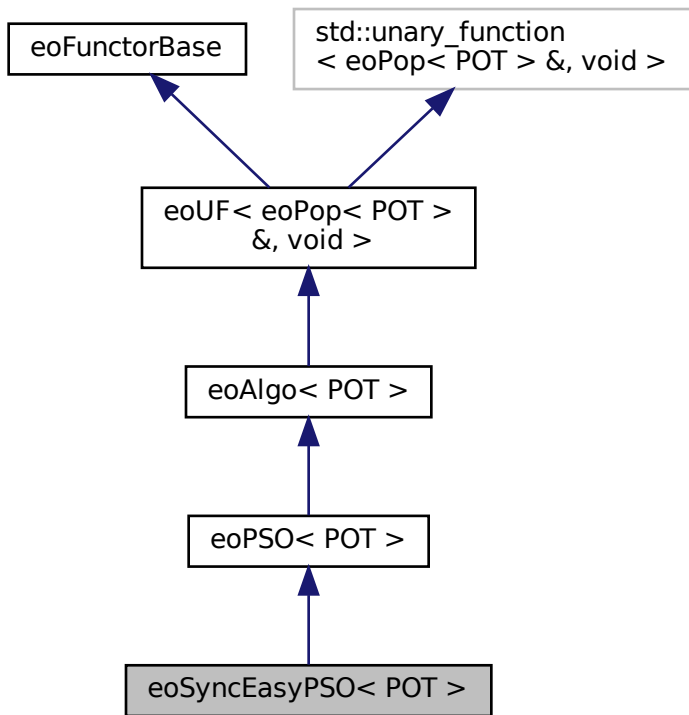 eoFunctorBase
std::unary_function
< eoPop< POT > &, void >
eoUF< eoPop< POT >
&, void >
eoAlgo< POT >
eoPSO< POT >
eoSyncEasyPSO< POT >